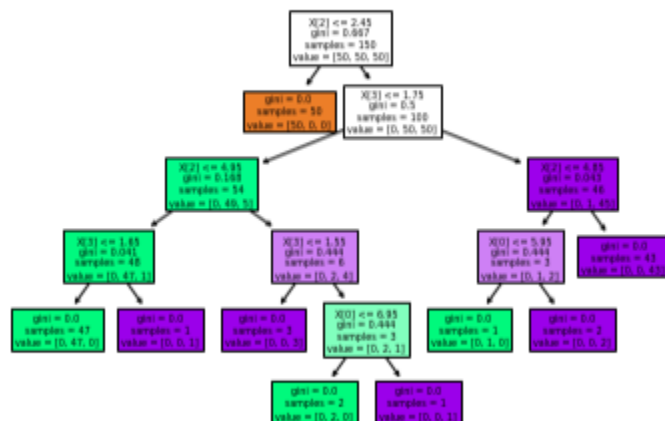 X[2] <= 2.45
gini = 0.667
samples = 150
value = [50, 50, 50]
gini = 0.0
samples = 50
value = [50, 0, 0]
X[3] <= 1.75
gini = 0.5
samples = 100
value = [0, 50, 50]
X[2] <= 4.95
gini = 0.168
samples = 54
value = [0, 49, 5]
X[2] <= 4.85
gini = 0.043
samples = 46
value = [0, 1, 45]
X[3] <= 1.65
gini = 0.041
samples = 48
value = [0, 47, 1]
X[3] <= 1.55
gini = 0.444
samples = 6
value = [0, 2, 4]
X[0] <= 5.95
gini = 0.444
samples = 3
value = [0, 1, 2]
gini = 0.0
samples = 43
value = [0, 0, 43]
gini = 0.0
samples = 47
value = [0, 47, 0]
gini = 0.0
samples = 1
value = [0, 0, 1]
gini = 0.0
samples = 3
value = [0, 0, 3]
X[0] <= 6.95
gini = 0.444
samples = 3
value = [0, 2, 1]
gini = 0.0
samples = 1
value = [0, 1, 0]
gini = 0.0
samples = 2
value = [0, 0, 2]
gini = 0.0
samples = 2
value = [0, 2, 0]
gini = 0.0
samples = 1
value = [0, 0, 1]